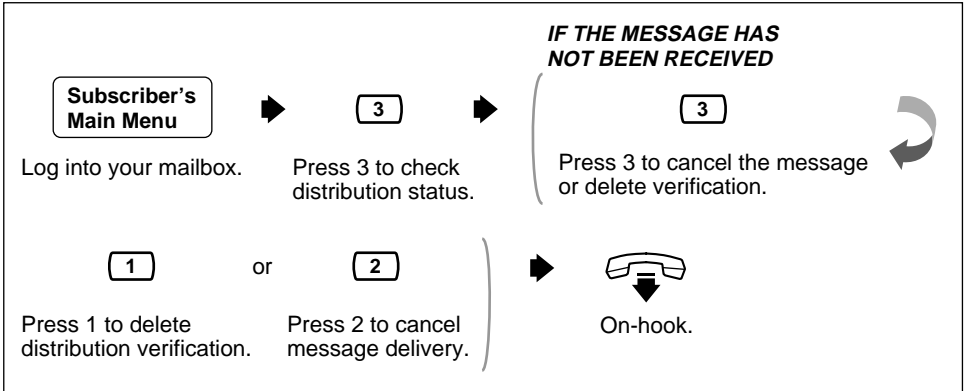 IF THE MESSAGE HAS
NOT BEEN RECEIVED
Subscriber's
Main Menu
3
3
Log into your mailbox.
Press 3 to check
distribution status.
Press 3 to cancel the message
or delete verification.
1
or
2
Press 1 to delete
distribution verification.
Press 2 to cancel
message delivery.
On-hook.